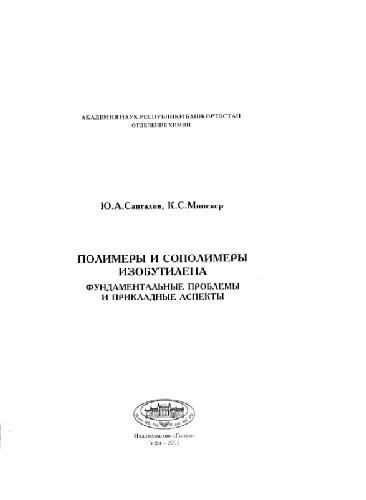 АКАДЕМИЯ НАУК РЕСПУБЛИКИ БАШКОРТОСТАН
ОТДЕЛЕНИЕ ХИМИИ
Ю.А.Сангалов, К.С.Минскер
ПОЛИМЕРЫ И СОПОЛИМЕРЫ
ИЗОБУТИЛЕНА
ФУНДАМЕНТАЛЬНЫЕ ПРОБЛЕМЫ
И ПРИКЛАДНЫЕ АСПЕКТЫ
Издательство «Гилем»
Уфа – 2001